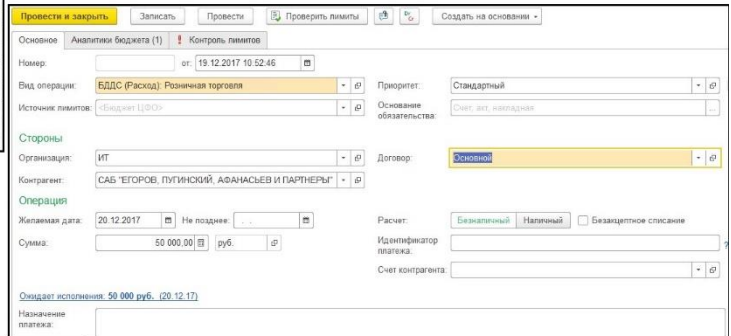 Провести и закрыть Записать Провести Проверить лимиты Создать на основании
Основное Аналитики бюджета (1) Контроль лимитов
Номер: от: 19.12.2017 10:52:46
Вид операции: БДДС (Расход): Розничная торговля Приоритет: Стандартный
Источник лимитов: <Бюджет ЦФО> Основание обязательства: Счет, акт, накладная
Стороны
Организация: ИТ Договор: Основной
Контрагент: САБ "ЕГОРОВ, ПУГИНСКИЙ, АФАНАСЬЕВ И ПАРТНЕРЫ"
Операция
Желаемая дата: 20.12.2017 Не позднее: . . Расчет: Безналичный Наличный Безакцептное списание
Сумма: 50 000,00 руб. Идентификатор платежа: ?
Счет контрагента:
Ожидает исполнения: 50 000 руб. (20.12.17)
Назначение
платежа: